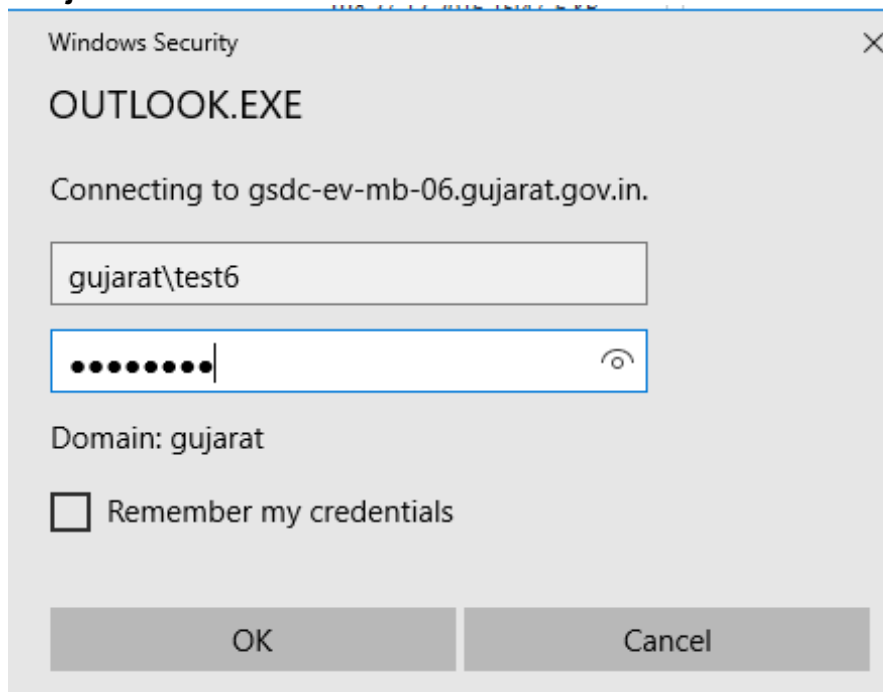 Windows Security
OUTLOOK.EXE
Connecting to gsdc-ev-mb-06.gujarat.gov.in.
gujarat\test6
●●●●●●●●
Domain: gujarat
Remember my credentials
OK
Cancel